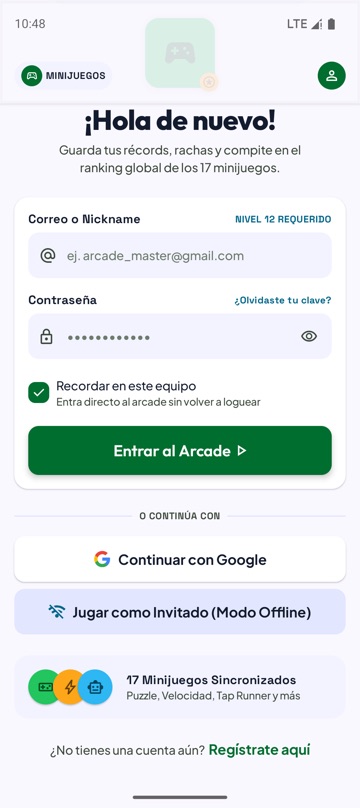 10:48
LTE
MINIJUEGOS
¡Hola de nuevo!
Guarda tus récords, rachas y compite en el
ranking global de los 17 minijuegos.
Correo o Nickname
NIVEL 12 REQUERIDO
ej. arcade_master@gmail.com
Contraseña
¿Olvidaste tu clave?
Recordar en este equipo
Entra directo al arcade sin volver a loguear
Entrar al Arcade
O CONTINÚA CON
Continuar con Google
Jugar como Invitado (Modo Offline)
17 Minijuegos Sincronizados
Puzzle, Velocidad, Tap Runner y más
¿No tienes una cuenta aún? Regístrate aquí